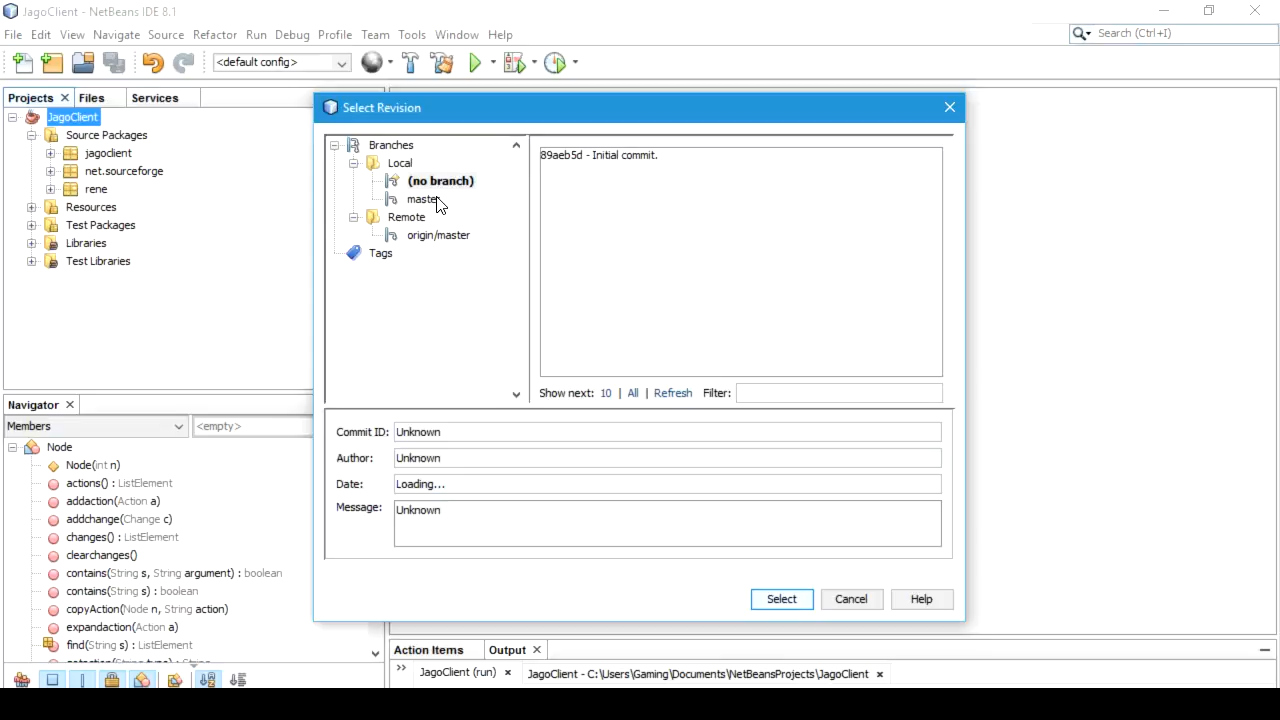 JagoClient - NetBeans IDE 8.1
File Edit View Navigate Source Refactor Run Debug Profile Team Tools Window Help
Search (Ctrl+I)
<default config>
Projects Files Services
JagoClient
Source Packages
jagoclient
net.sourceforge
rene
Resources
Test Packages
Libraries
Test Libraries
Navigator
Members
<empty>
Node
Node(int n)
actions() : ListElement
addaction(Action a)
addchange(Change c)
changes() : ListElement
clearchanges()
contains(String s, String argument) : boolean
contains(String s) : boolean
copyAction(Node n, String action)
expandaction(Action a)
find(String s) : ListElement
Select Revision
Branches
Local
(no branch)
master
Remote
origin/master
Tags
89aeb5d - Initial commit.
Show next: 10 | All | Refresh Filter:
Commit ID: Unknown
Author: Unknown
Date: Loading...
Message: Unknown
Select Cancel Help
Action Items Output
JagoClient (run) JagoClient - C:\Users\Gaming\Documents\NetBeansProjects\JagoClient